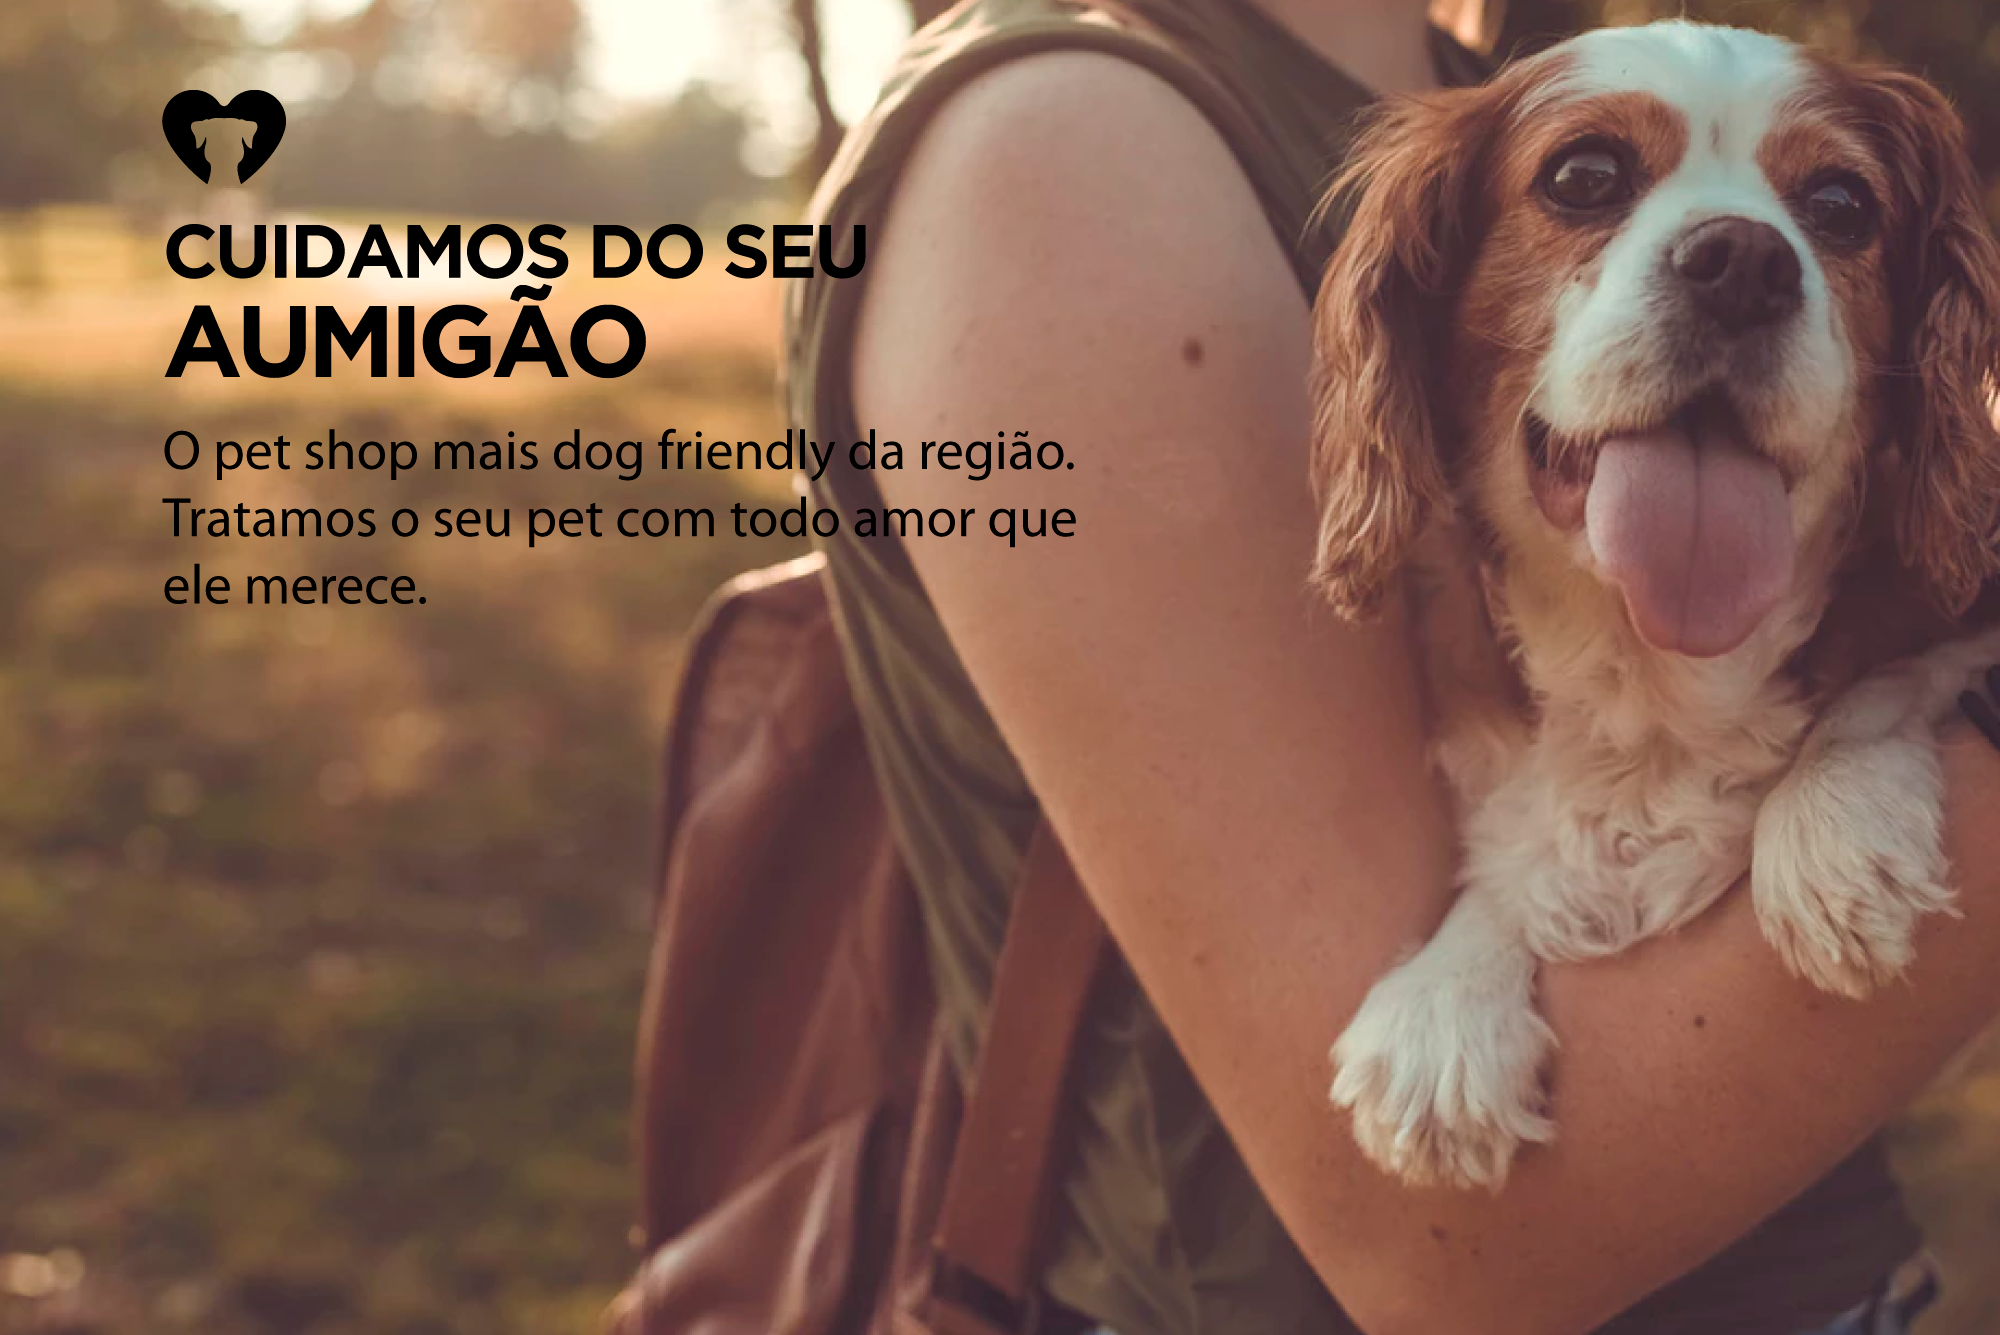 CUIDAMOS DO SEU
AUMIGÃO
O pet shop mais dog friendly da região.
Tratamos o seu pet com todo amor que
ele merece.